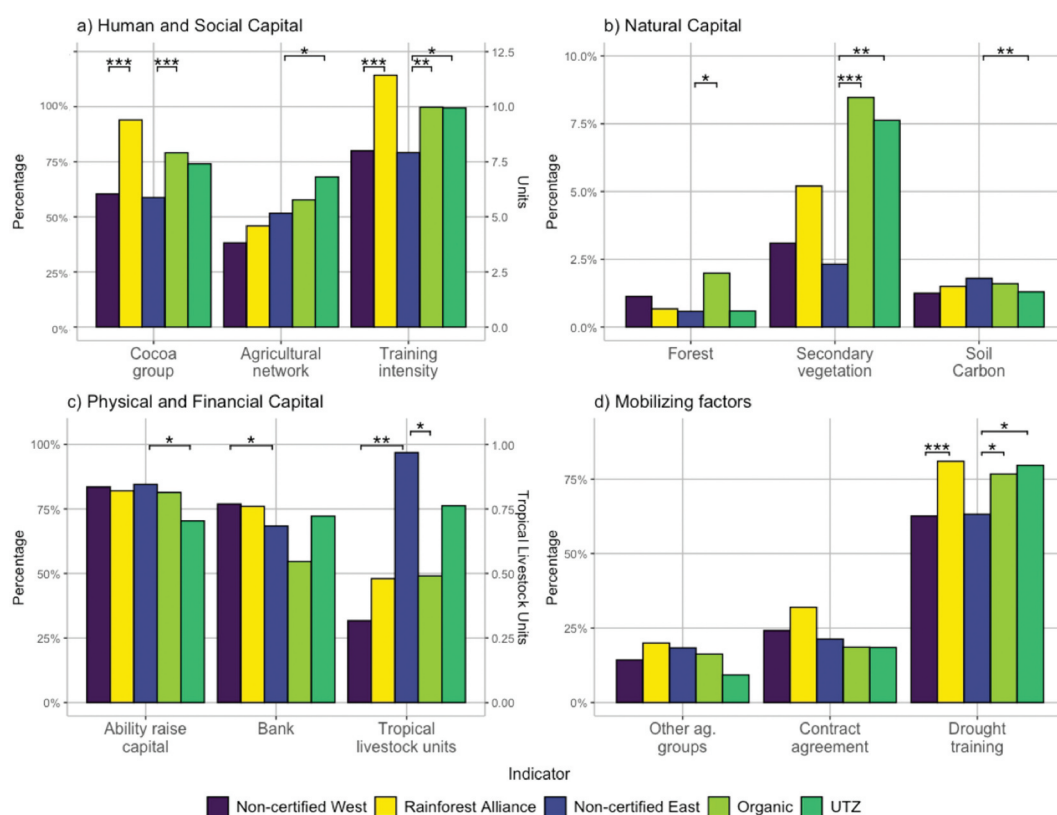 a) Human and Social Capital
*** *** * *** ** *
Percentage
100%
75%
50%
25%
0%
12.5
10.0
7.5
5.0
2.5
0.0
Units
Cocoa
group
Agricultural
network
Training
intensity
b) Natural Capital
* *** ** **
Percentage
10.0%
7.5%
5.0%
2.5%
0.0%
Forest
Secondary
vegetation
Soil
Carbon
c) Physical and Financial Capital
* * ** *
Percentage
100%
75%
50%
25%
0%
1.00
0.75
0.50
0.25
0.00
Tropical Livestock Units
Ability raise
capital
Bank
Tropical
livestock units
d) Mobilizing factors
*** * *
Percentage
75%
50%
25%
0%
Other ag.
groups
Contract
agreement
Drought
training
Indicator
Non-certified West Rainforest Alliance Non-certified East Organic UTZ